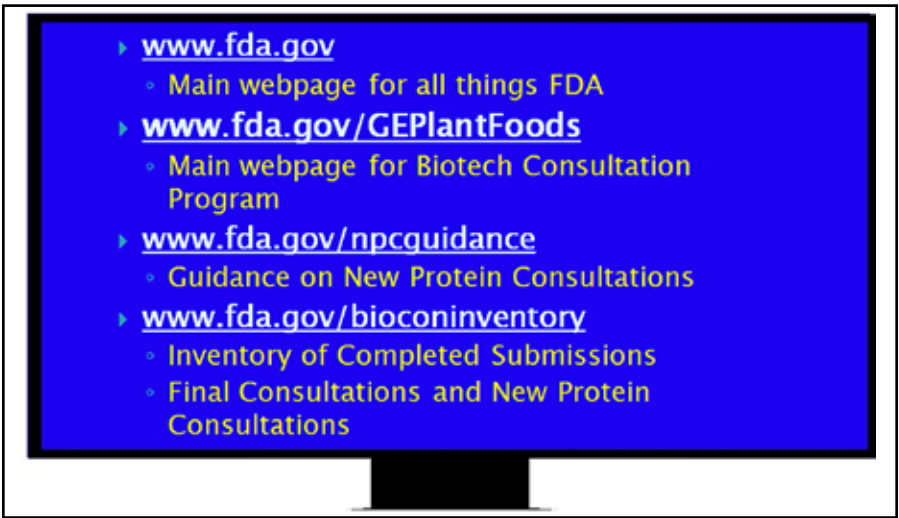 www.fda.gov
Main webpage for all things FDA
www.fda.gov/GEPlantFoods
Main webpage for Biotech Consultation
Program
www.fda.gov/npcguidance
Guidance on New Protein Consultations
www.fda.gov/bioconinventory
Inventory of Completed Submissions
Final Consultations and New Protein
Consultations